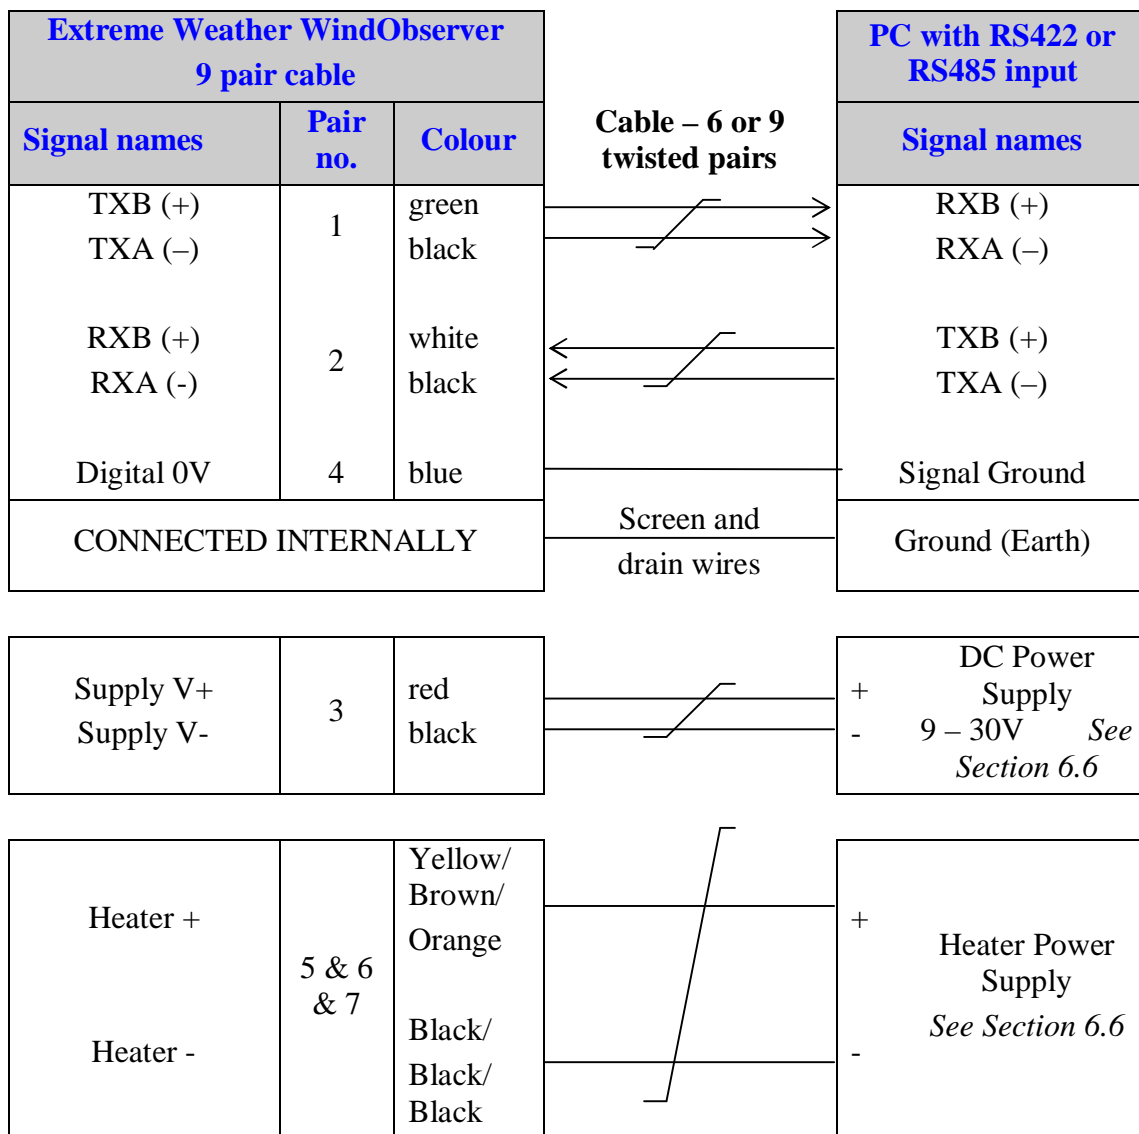 Extreme Weather WindObserver
9 pair cable
PC with RS422 or
RS485 input
Signal names
Pair
no.
Colour
Cable – 6 or 9
twisted pairs
Signal names
TXB (+)
1
green
RXB (+)
TXA (–)
black
RXA (–)
RXB (+)
2
white
TXB (+)
RXA (-)
black
TXA (–)
Digital 0V
4
blue
Signal Ground
CONNECTED INTERNALLY
Screen and
drain wires
Ground (Earth)
Supply V+
Supply V-
3
red
black
+
-
DC Power
Supply
9 – 30V See
Section 6.6
Heater +
Heater -
5 & 6
& 7
Yellow/
Brown/
Orange
Black/
Black/
Black
+
-
Heater Power
Supply
See Section 6.6